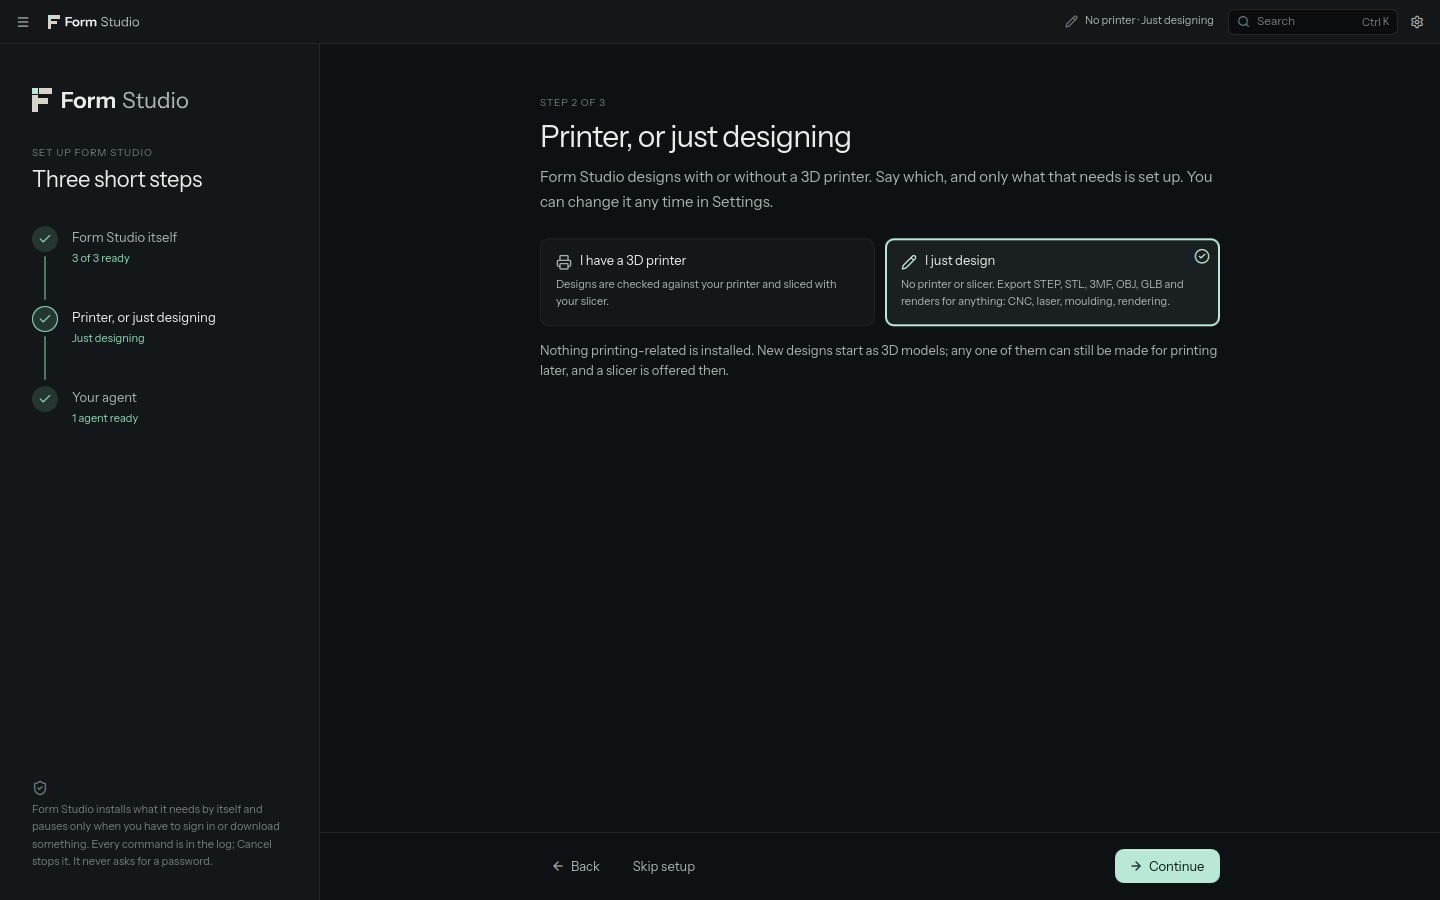 Form Studio
No printer · Just designing
Search
Ctrl K
Form Studio
SET UP FORM STUDIO
Three short steps
Form Studio itself
3 of 3 ready
Printer, or just designing
Just designing
Your agent
1 agent ready
Form Studio installs what it needs by itself and
pauses only when you have to sign in or download
something. Every command is in the log; Cancel
stops it. It never asks for a password.
STEP 2 OF 3
Printer, or just designing
Form Studio designs with or without a 3D printer. Say which, and only what that needs is set up. You
can change it any time in Settings.
I have a 3D printer
Designs are checked against your printer and sliced with
your slicer.
I just design
No printer or slicer. Export STEP, STL, 3MF, OBJ, GLB and
renders for anything: CNC, laser, moulding, rendering.
Nothing printing-related is installed. New designs start as 3D models; any one of them can still be made for printing
later, and a slicer is offered then.
Back
Skip setup
Continue